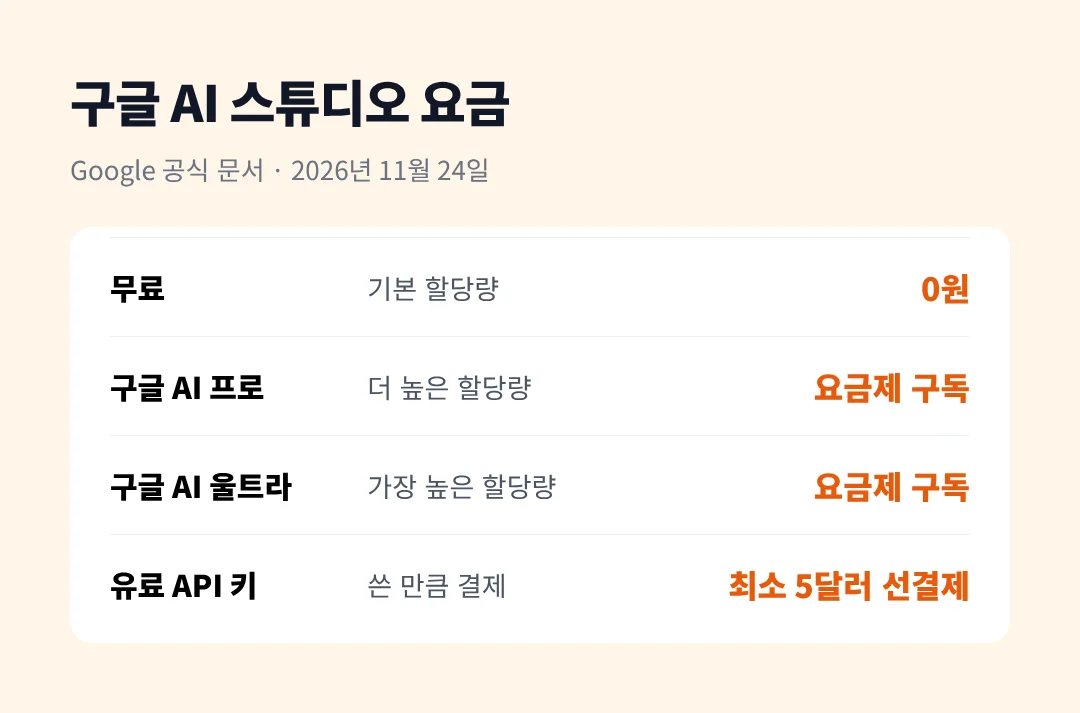 구글 AI 스튜디오 요금
Google 공식 문서 · 2026년 11월 24일
무료 기본 할당량 0원
구글 AI 프로 더 높은 할당량 요금제 구독
구글 AI 울트라 가장 높은 할당량 요금제 구독
유료 API 키 쓴 만큼 결제 최소 5달러 선결제